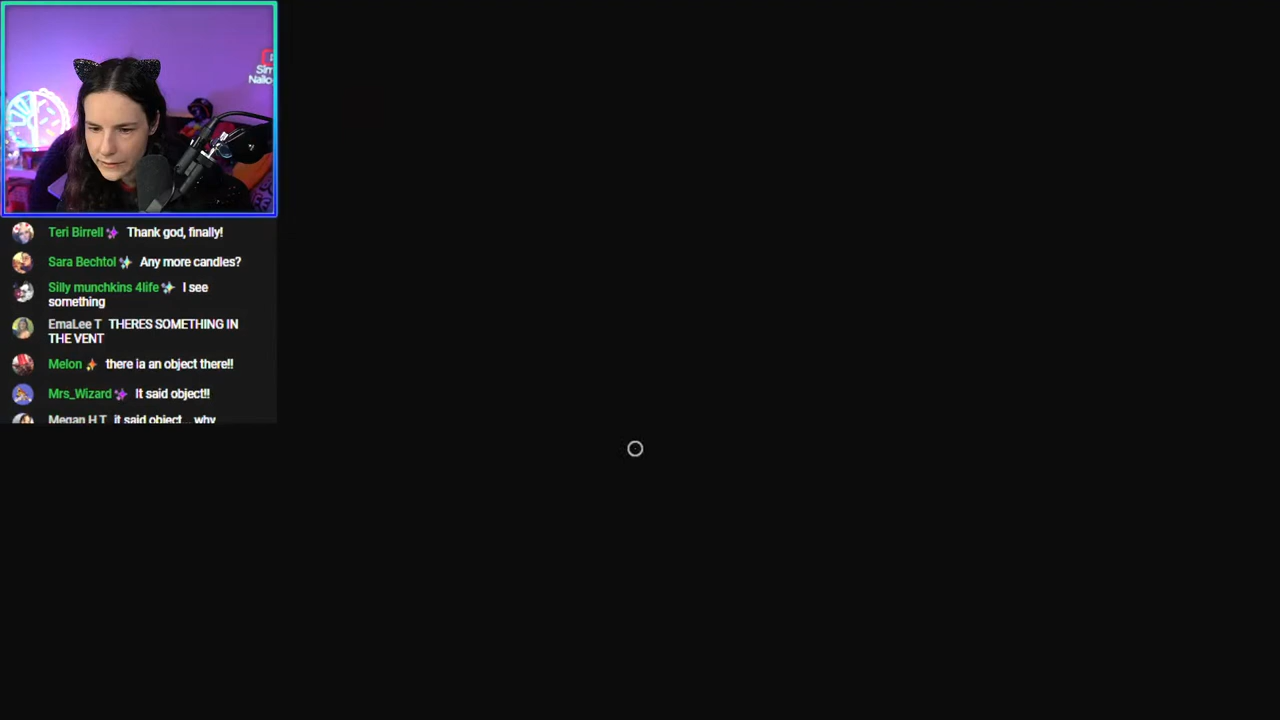 Teri Birrell Thank god, finally!
Sara Bechtol Any more candles?
Silly munchkins 4life I see
something
EmaLee T THERES SOMETHING IN
THE VENT
Melon there ia an object there!!
Mrs_Wizard It said object!!
Megan H T it said object... why